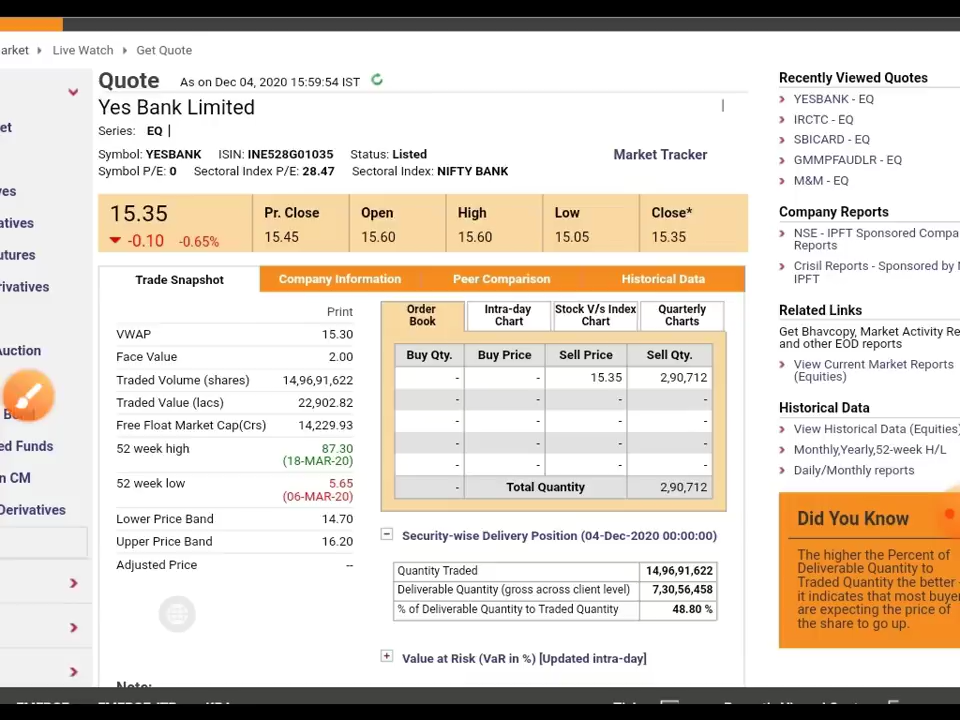 arket Live Watch Get Quote
Quote As on Dec 04, 2020 15:59:54 IST
Yes Bank Limited
Series: EQ |
Symbol: YESBANK ISIN: INE528G01035 Status: Listed
Symbol P/E: 0 Sectoral Index P/E: 28.47 Sectoral Index: NIFTY BANK
Market Tracker
15.35
-0.10 -0.65%
Pr. Close Open High Low Close*
15.45 15.60 15.60 15.05 15.35
Trade Snapshot Company Information Peer Comparison Historical Data
Print
VWAP 15.30
Face Value 2.00
Traded Volume (shares) 14,96,91,622
Traded Value (lacs) 22,902.82
Free Float Market Cap(Crs) 14,229.93
52 week high 87.30
(18-MAR-20)
52 week low 5.65
(06-MAR-20)
Lower Price Band 14.70
Upper Price Band 16.20
Adjusted Price --
Order
Book
Intra-day
Chart
Stock V/s Index
Chart
Quarterly
Charts
Buy Qty. Buy Price Sell Price Sell Qty.
- - 15.35 2,90,712
- - - -
- - - -
- - - -
- - - -
- Total Quantity 2,90,712
Security-wise Delivery Position (04-Dec-2020 00:00:00)
Quantity Traded 14,96,91,622
Deliverable Quantity (gross across client level) 7,30,56,458
% of Deliverable Quantity to Traded Quantity 48.80 %
Value at Risk (VaR in %) [Updated intra-day]
Note:
et
ves
atives
utures
rivatives
Auction
ed Funds
n CM
Derivatives
Recently Viewed Quotes
YESBANK - EQ
IRCTC - EQ
SBICARD - EQ
GMMPFAUDLR - EQ
M&M - EQ
Company Reports
NSE - IPFT Sponsored Compa
Reports
Crisil Reports - Sponsored by
IPFT
Related Links
Get Bhavcopy, Market Activity Re
and other EOD reports
View Current Market Reports
(Equities)
Historical Data
View Historical Data (Equities)
Monthly,Yearly,52-week H/L
Daily/Monthly reports
Did You Know
The higher the Percent of
Deliverable Quantity to
Traded Quantity the better -
it indicates that most buyer
are expecting the price of
the share to go up.